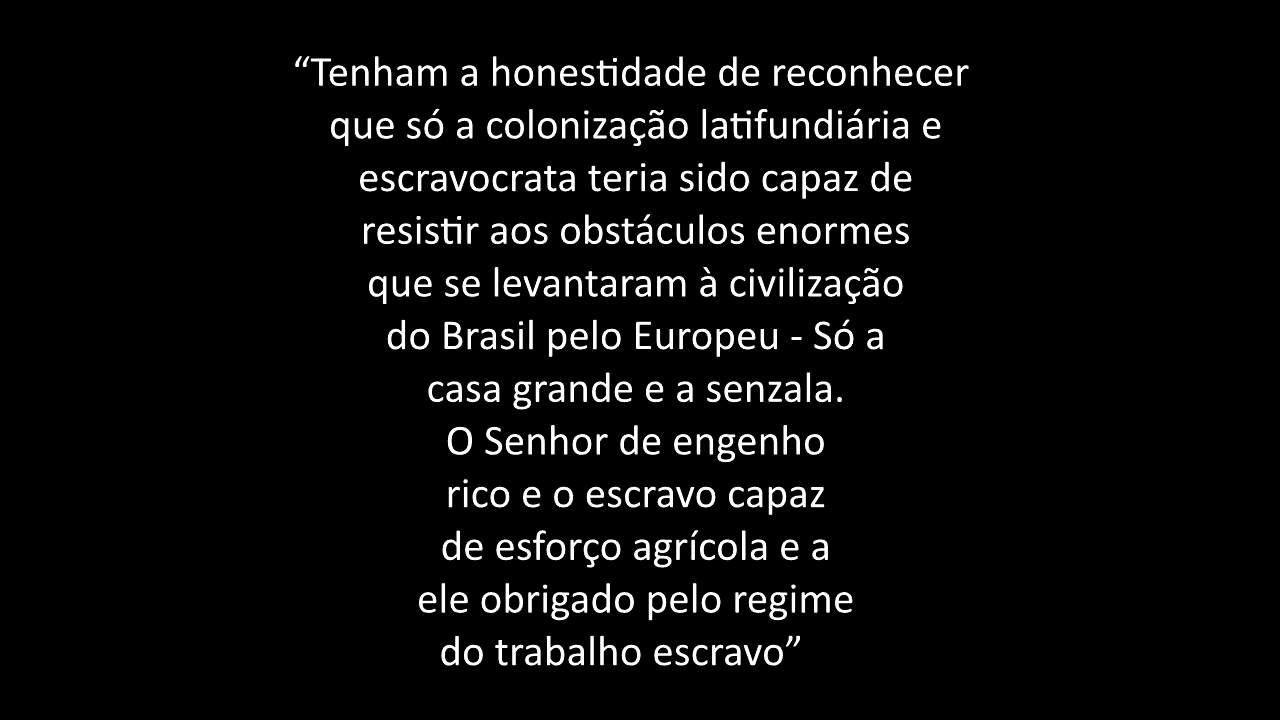 “Tenham a honestidade de reconhecer
que só a colonização latifundiária e
escravocrata teria sido capaz de
resistir aos obstáculos enormes
que se levantaram à civilização
do Brasil pelo Europeu - Só a
casa grande e a senzala.
O Senhor de engenho
rico e o escravo capaz
de esforço agrícola e a
ele obrigado pelo regime
do trabalho escravo”